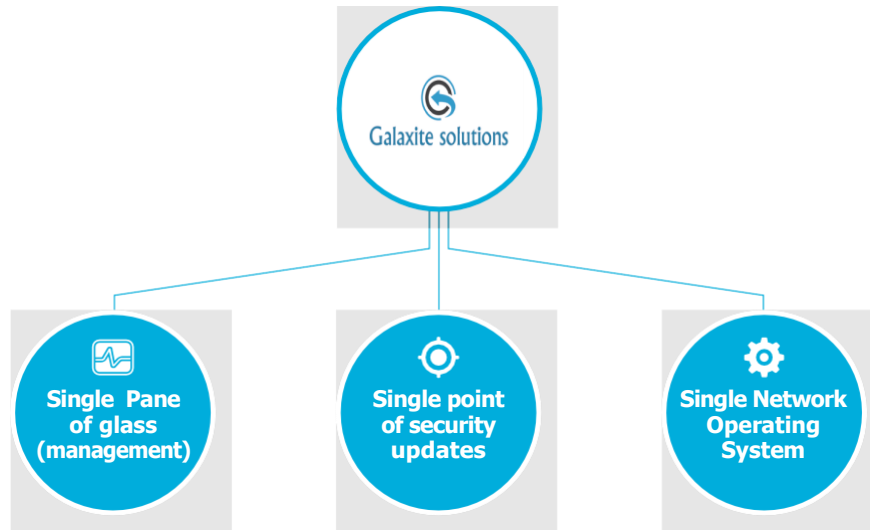 Galaxite solutions
Single Pane
of glass
(management)
Single point
of security
updates
Single Network
Operating
System